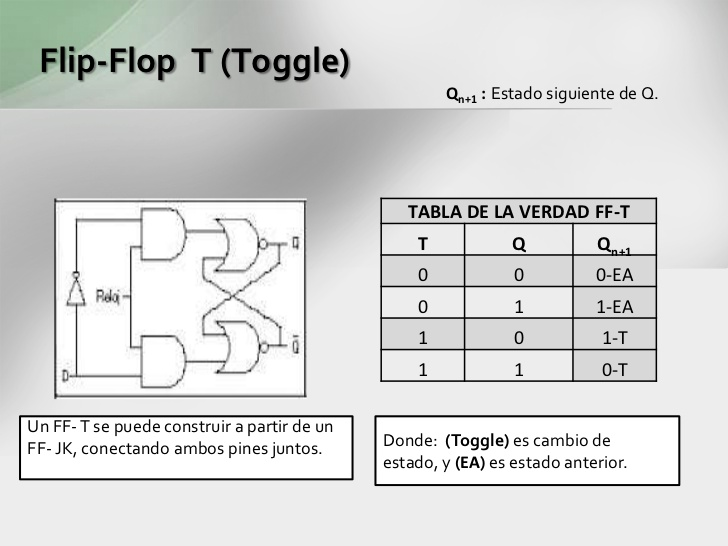 Flip-Flop T (Toggle)
Qn+1 : Estado siguiente de Q.
Reloj
D
Q
Q̅
TABLA DE LA VERDAD FF-T
T Q Qn+1
0 0 0-EA
0 1 1-EA
1 0 1-T
1 1 0-T
Un FF- T se puede construir a partir de un
FF- JK, conectando ambos pines juntos.
Donde: (Toggle) es cambio de
estado, y (EA) es estado anterior.